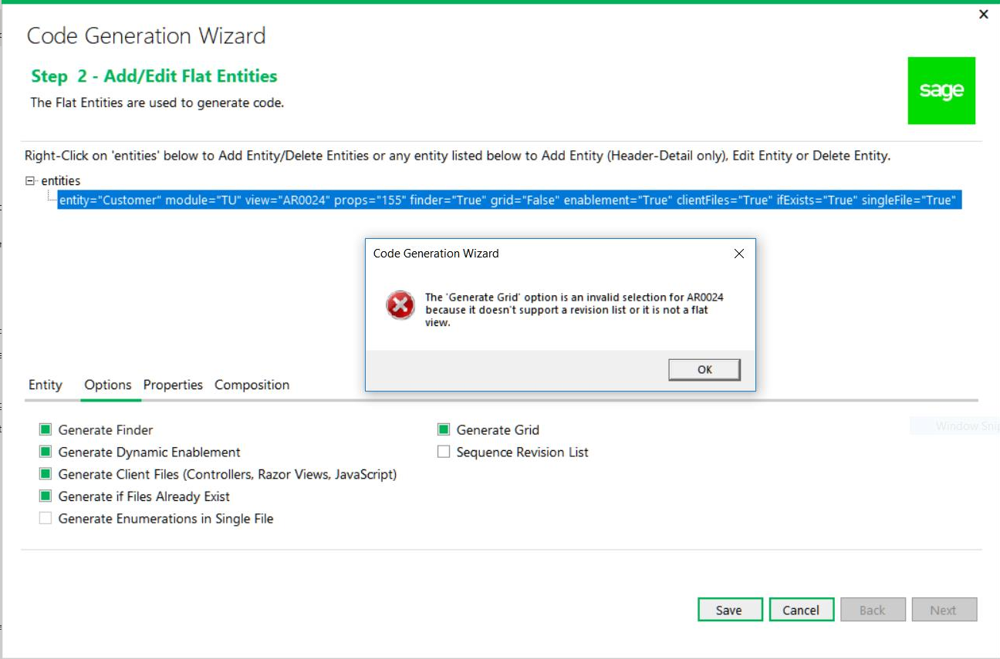 Code Generation Wizard
Step 2 - Add/Edit Flat Entities
The Flat Entities are used to generate code.
sage
Right-Click on 'entities' below to Add Entity/Delete Entities or any entity listed below to Add Entity (Header-Detail only), Edit Entity or Delete Entity.
entities
entity="Customer" module="TU" view="AR0024" props="155" finder="True" grid="False" enablement="True" clientFiles="True" ifExists="True" singleFile="True"
Code Generation Wizard
The 'Generate Grid' option is an invalid selection for AR0024
because it doesn't support a revision list or it is not a flat
view.
OK
Entity Options Properties Composition
Generate Finder
Generate Grid
Generate Dynamic Enablement
Sequence Revision List
Generate Client Files (Controllers, Razor Views, JavaScript)
Generate if Files Already Exist
Generate Enumerations in Single File
Window Snip
Save Cancel Back Next